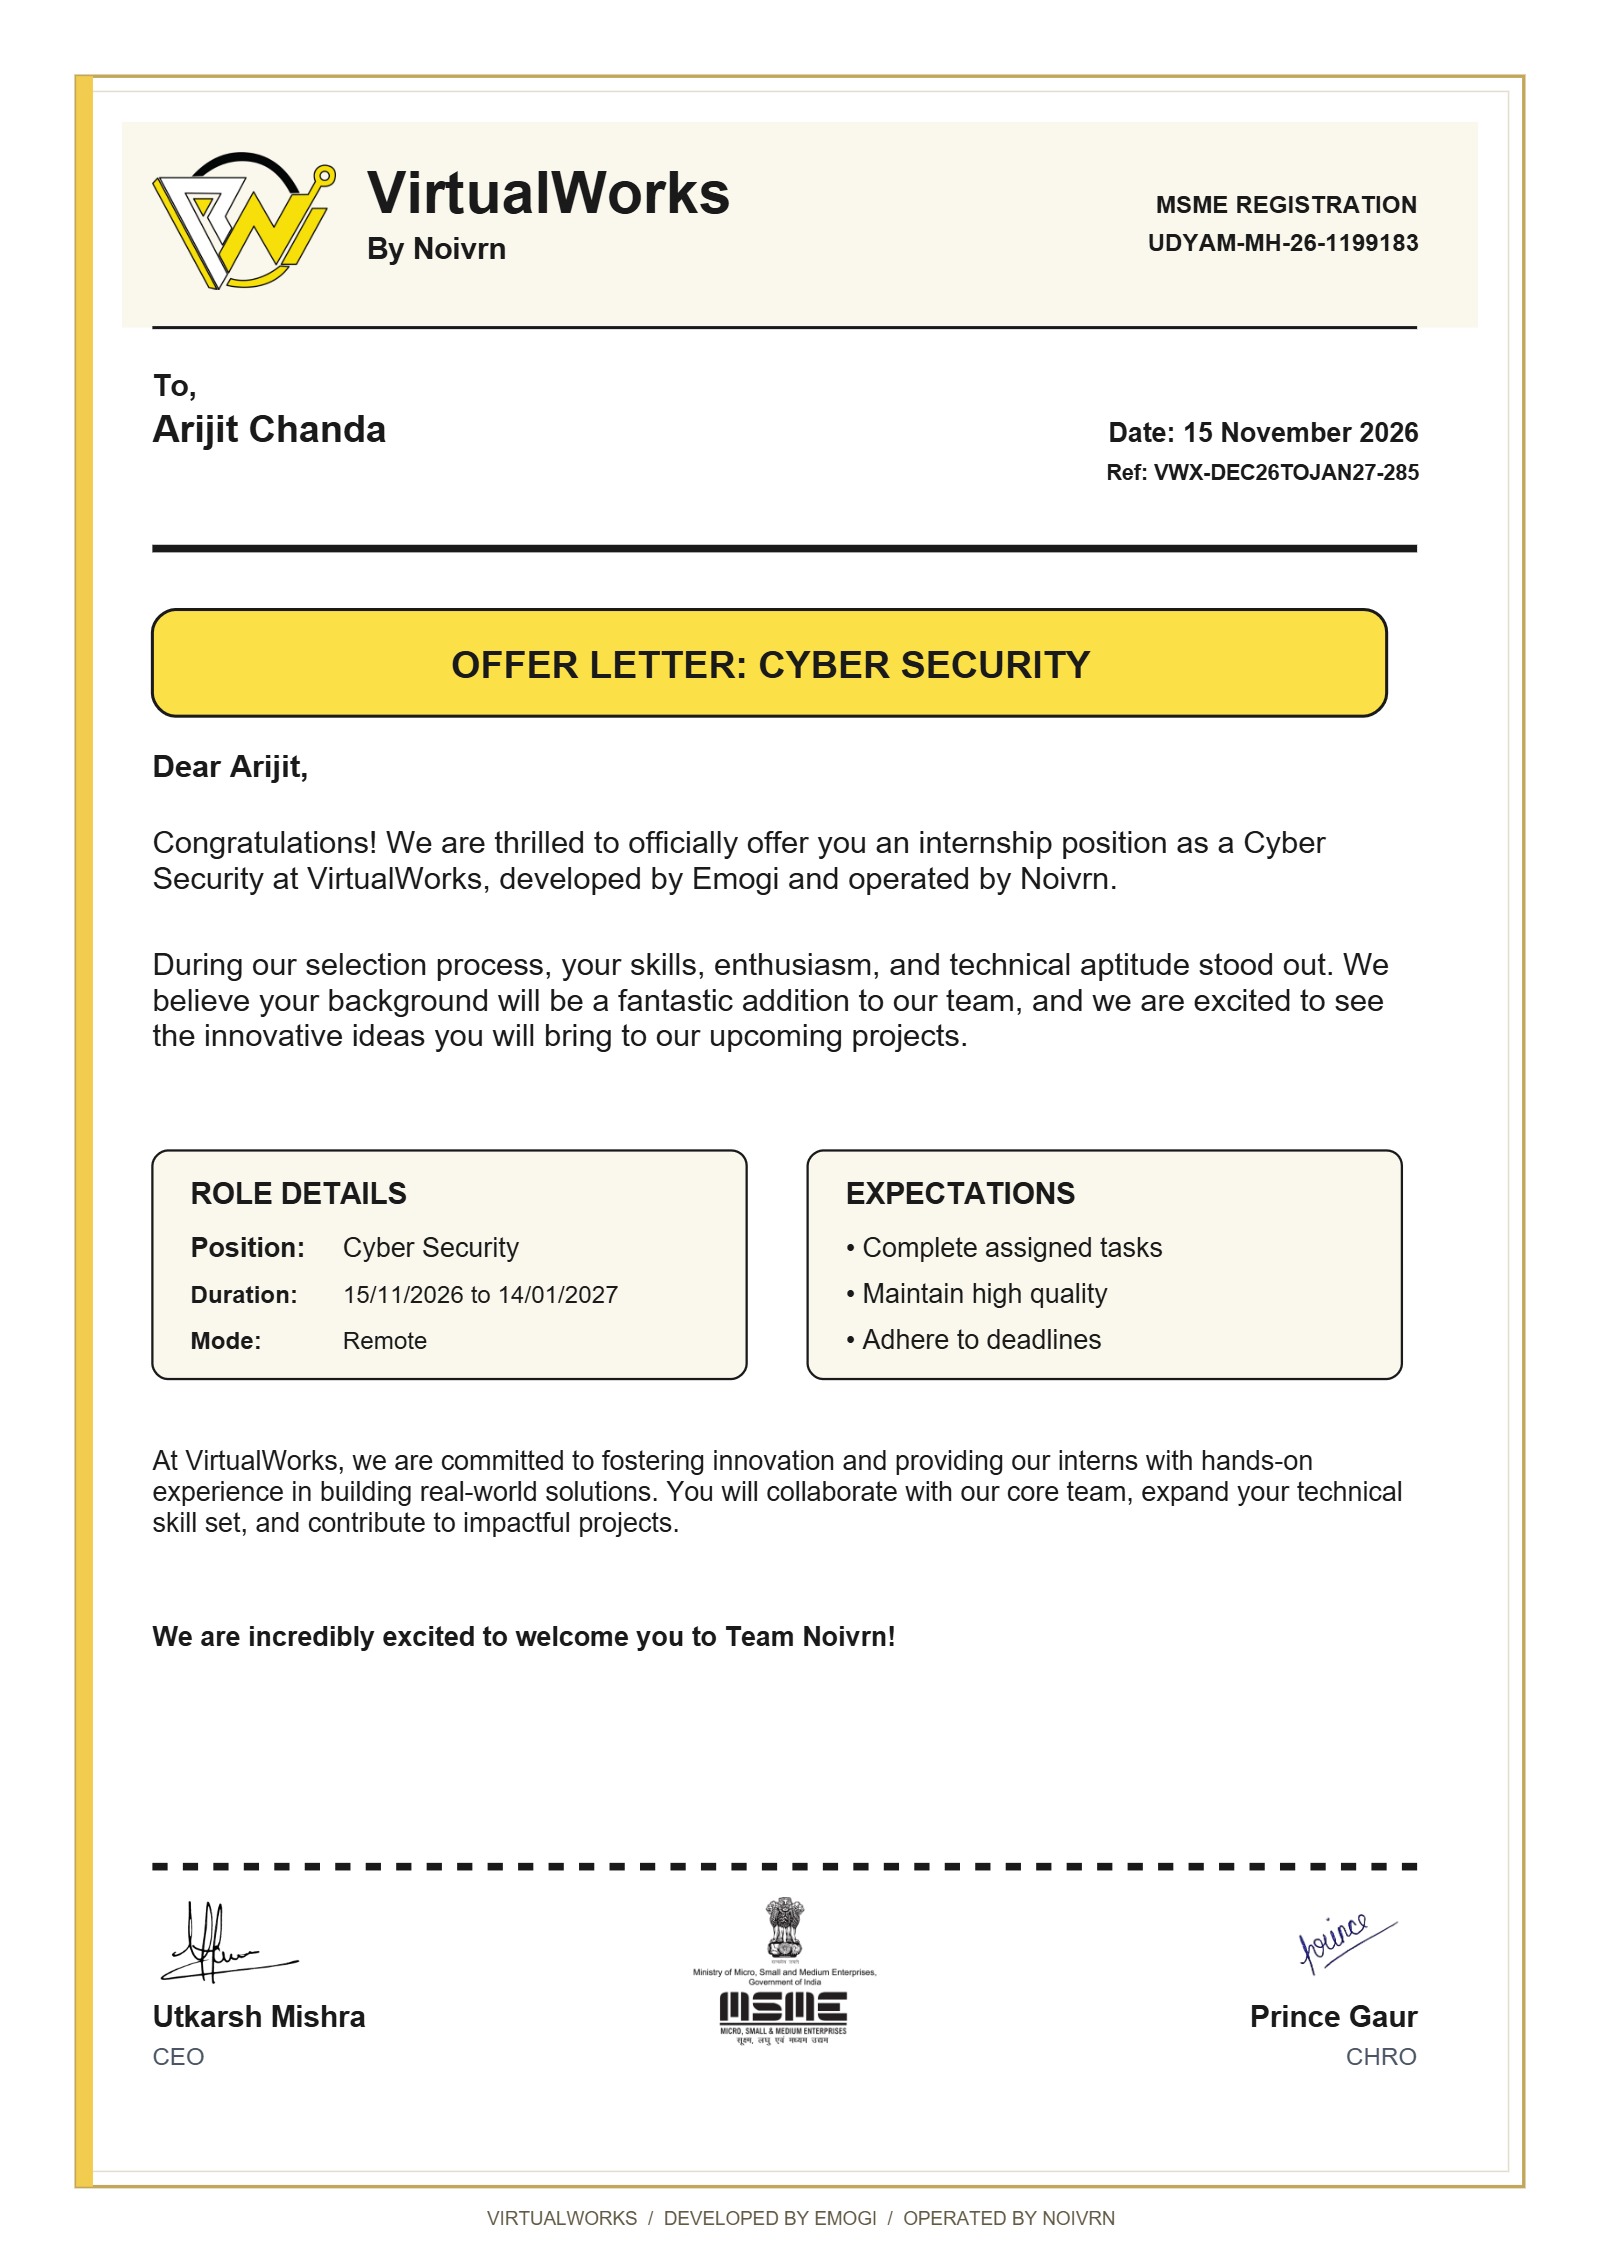 VirtualWorks
By Noivrn
MSME REGISTRATION
UDYAM-MH-26-1199183
To,
Arijit Chanda
Date: 15 November 2026
Ref: VWX-DEC26TOJAN27-285
OFFER LETTER: CYBER SECURITY
Dear Arijit,
Congratulations! We are thrilled to officially offer you an internship position as a Cyber
Security at VirtualWorks, developed by Emogi and operated by Noivrn.
During our selection process, your skills, enthusiasm, and technical aptitude stood out. We
believe your background will be a fantastic addition to our team, and we are excited to see
the innovative ideas you will bring to our upcoming projects.
ROLE DETAILS
Position: Cyber Security
Duration: 15/11/2026 to 14/01/2027
Mode: Remote
EXPECTATIONS
• Complete assigned tasks
• Maintain high quality
• Adhere to deadlines
At VirtualWorks, we are committed to fostering innovation and providing our interns with hands-on
experience in building real-world solutions. You will collaborate with our core team, expand your technical
skill set, and contribute to impactful projects.
We are incredibly excited to welcome you to Team Noivrn!
Utkarsh Mishra
CEO
Ministry of Micro, Small and Medium Enterprises,
Government of India
MSME
MICRO, SMALL & MEDIUM ENTERPRISES
सूक्ष्म, लघु एवं मध्यम उद्यम
prince
Prince Gaur
CHRO
VIRTUALWORKS / DEVELOPED BY EMOGI / OPERATED BY NOIVRN